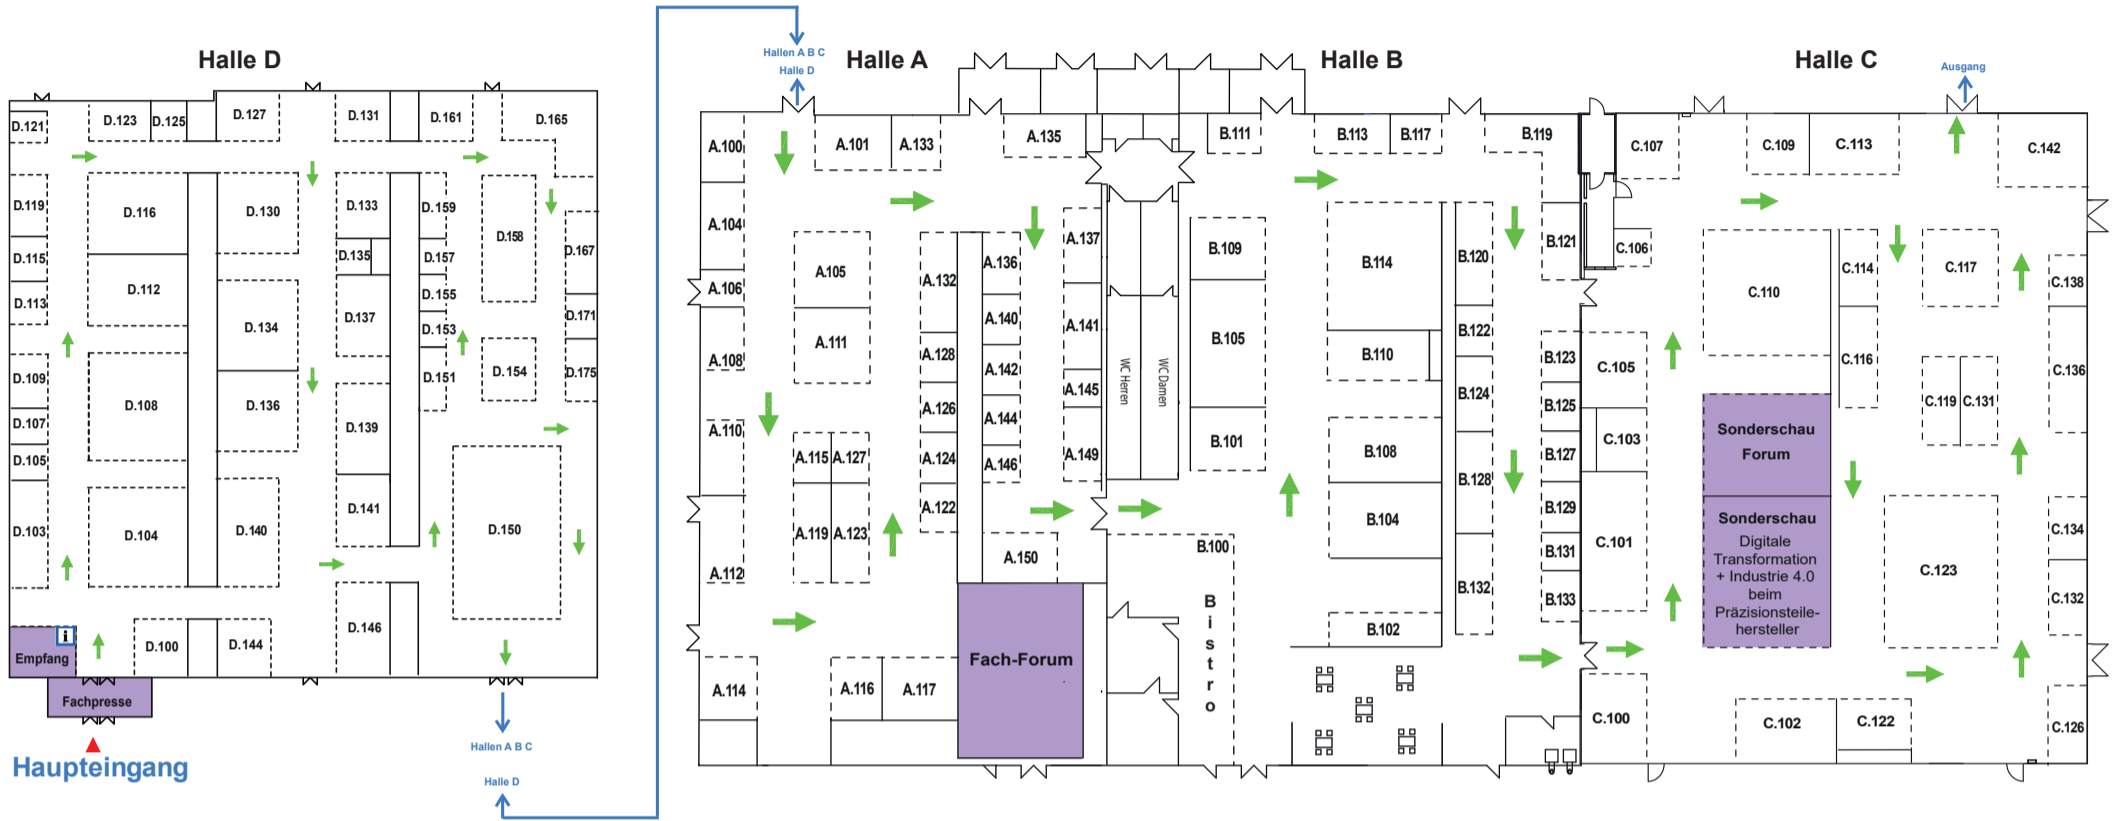 Halle D
Halle A
Halle B
Halle C
Hallen A B C
Halle D
Ausgang
D.121
D.123
D.125
D.127
D.131
D.161
D.165
D.119
D.116
D.130
D.133
D.159
D.158
D.167
D.115
D.112
D.135
D.157
D.113
D.134
D.137
D.155
D.153
D.171
D.109
D.108
D.136
D.151
D.154
D.175
D.107
D.139
D.105
D.103
D.104
D.140
D.141
D.150
D.100
D.144
D.146
i
Empfang
Fachpresse
Haupteingang
Hallen A B C
Halle D
A.100
A.101
A.133
A.135
A.104
A.105
A.132
A.136
A.137
A.106
A.111
A.140
A.141
A.108
A.128
A.142
A.145
A.110
A.126
A.144
A.115
A.127
A.124
A.146
A.149
A.119
A.123
A.122
A.112
A.150
A.114
A.116
A.117
Fach-Forum
WC Herren
WC Damen
B.111
B.113
B.117
B.119
B.109
B.114
B.120
B.121
B.105
B.110
B.122
B.123
B.124
B.125
B.101
B.108
B.127
B.128
B.104
B.129
B.100
B.131
B.132
B.133
B.102
B
i
s
t
r
o
C.107
C.109
C.113
C.142
C.106
C.110
C.114
C.117
C.138
C.105
C.116
C.136
C.119
C.131
C.103
Sonderschau
Forum
C.101
Sonderschau
Digitale
Transformation
+ Industrie 4.0
beim
Präzisionsteile-
hersteller
C.123
C.134
C.132
C.100
C.102
C.122
C.126